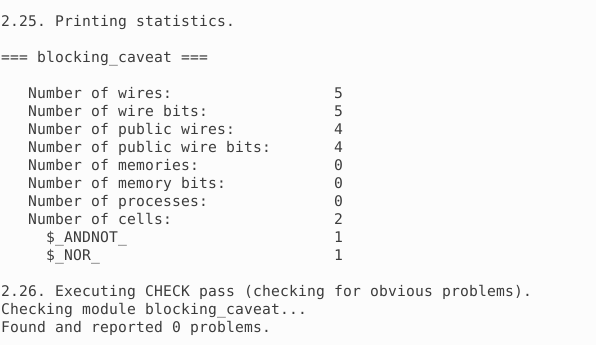 2.25. Printing statistics.

=== blocking_caveat ===

   Number of wires:                  5
   Number of wire bits:              5
   Number of public wires:           4
   Number of public wire bits:       4
   Number of memories:               0
   Number of memory bits:            0
   Number of processes:              0
   Number of cells:                  2
     $_ANDNOT_                       1
     $_NOR_                          1

2.26. Executing CHECK pass (checking for obvious problems).
Checking module blocking_caveat...
Found and reported 0 problems.